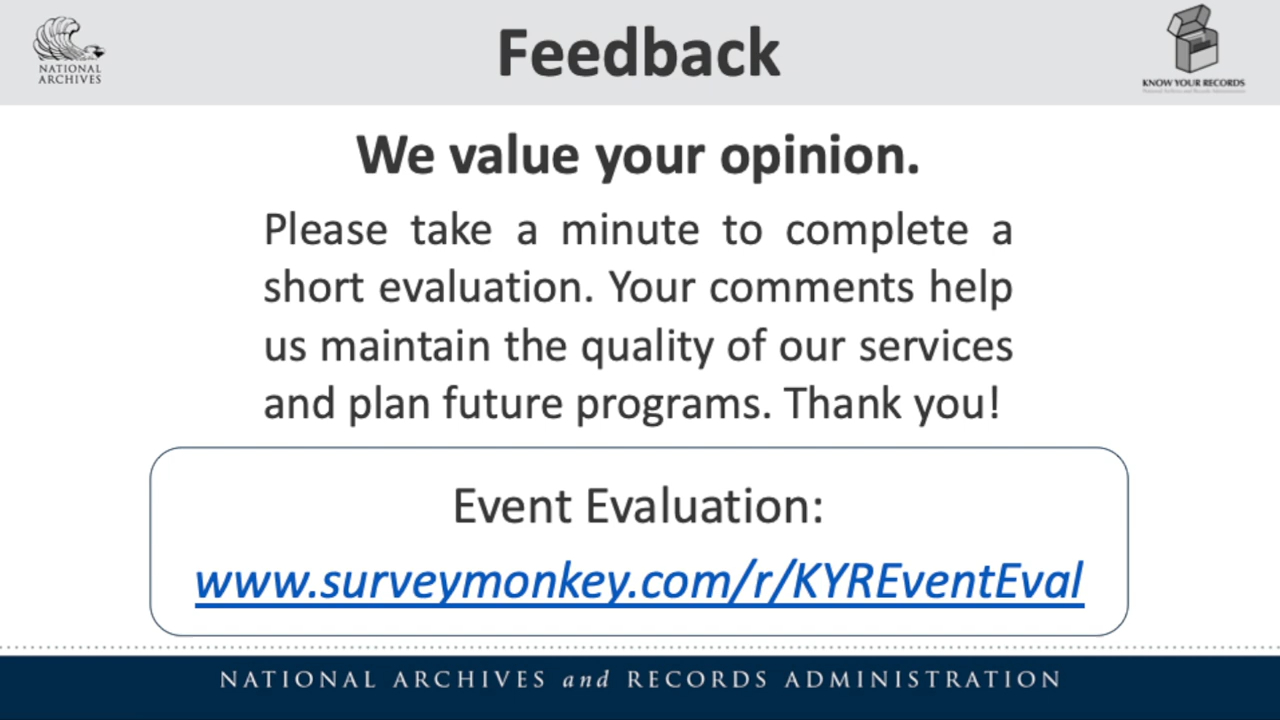 NATIONAL
ARCHIVES
Feedback
KNOW YOUR RECORDS
We value your opinion.
Please take a minute to complete a
short evaluation. Your comments help
us maintain the quality of our services
and plan future programs. Thank you!
Event Evaluation:
www.surveymonkey.com/r/KYREventEval
NATIONAL ARCHIVES and RECORDS ADMINISTRATION